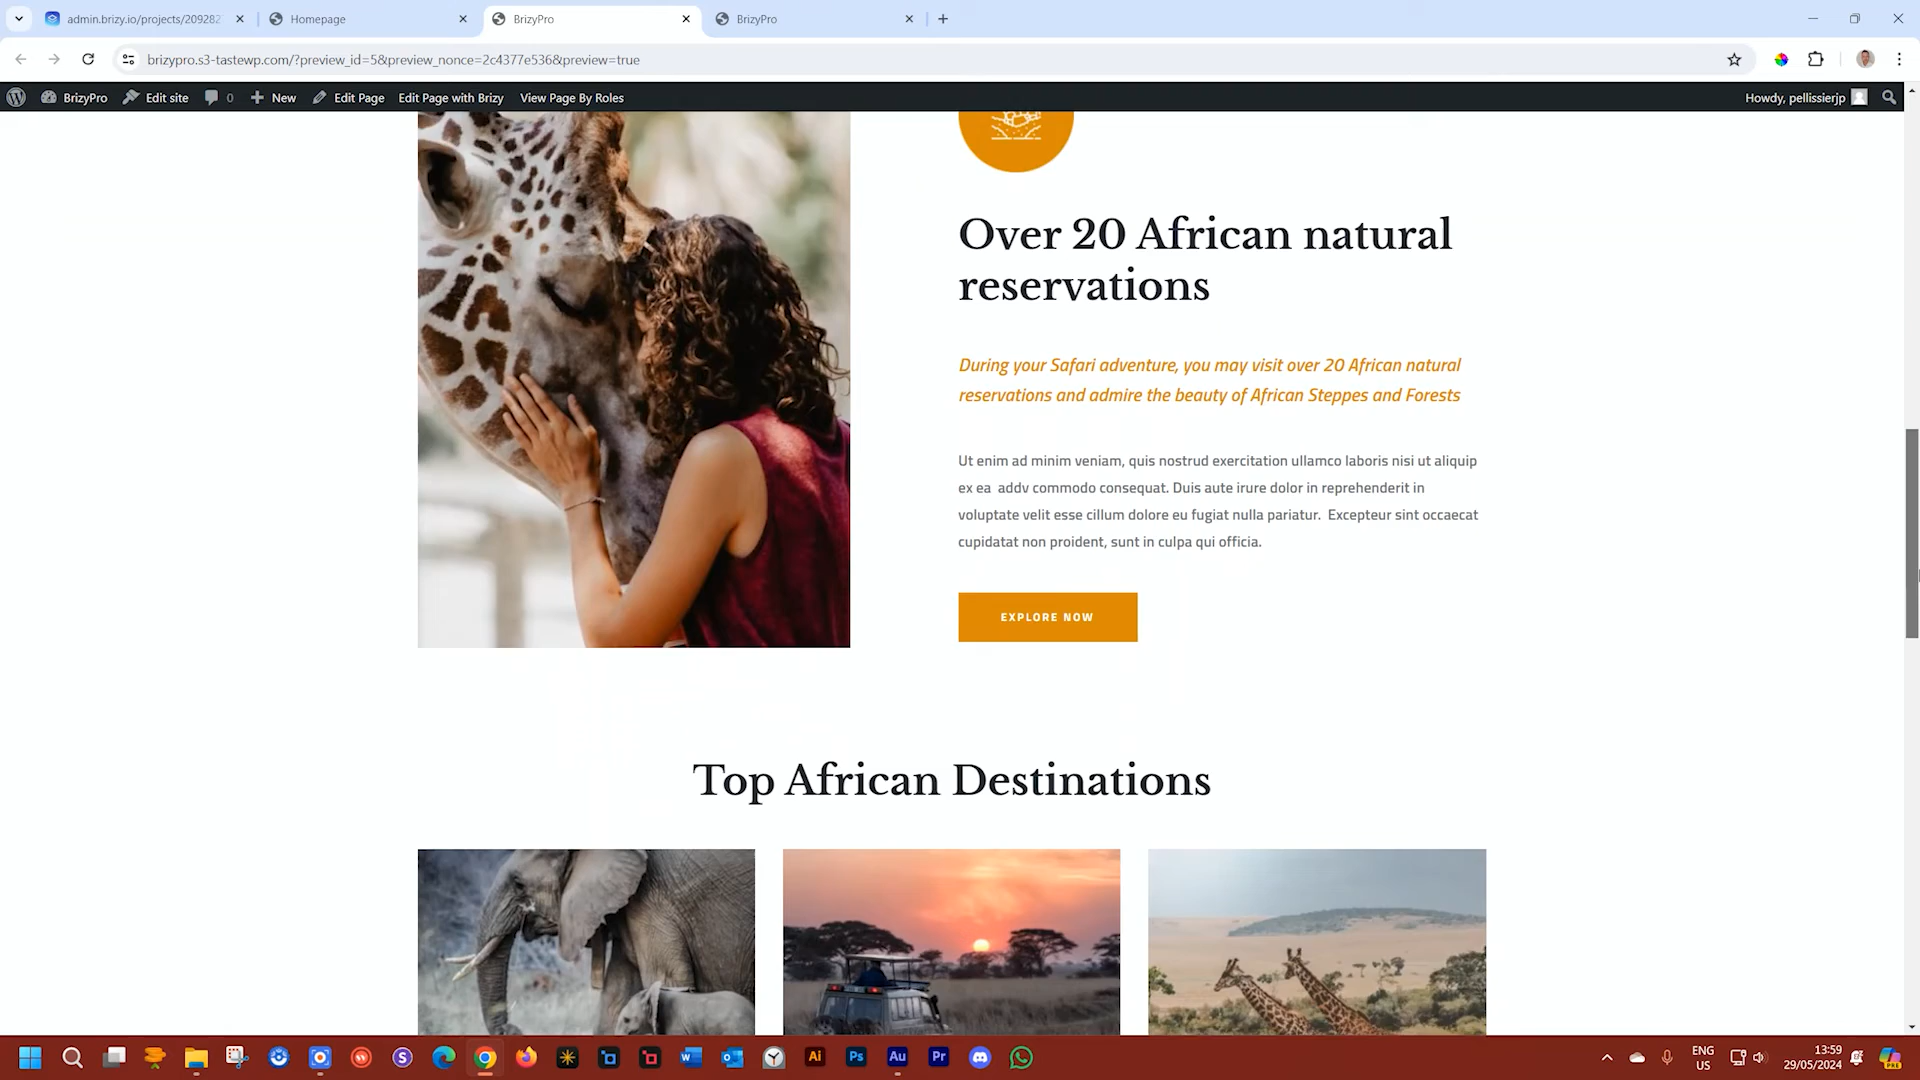 admin.brizy.io/projects/209282
Homepage
BrizyPro
BrizyPro
brizypro.s3-tastewp.com/?preview_id=5&preview_nonce=2c4377e536&preview=true
BrizyPro
Edit site
0
New
Edit Page
Edit Page with Brizy
View Page By Roles
Howdy, pellissierjp
Over 20 African natural
reservations
During your Safari adventure, you may visit over 20 African natural
reservations and admire the beauty of African Steppes and Forests
Ut enim ad minim veniam, quis nostrud exercitation ullamco laboris nisi ut aliquip
ex ea  addv commodo consequat. Duis aute irure dolor in reprehenderit in
voluptate velit esse cillum dolore eu fugiat nulla pariatur.  Excepteur sint occaecat
cupidatat non proident, sunt in culpa qui officia.
EXPLORE NOW
Top African Destinations
Ai
Ps
Au
Pr
ENG
US
13:59
29/05/2024